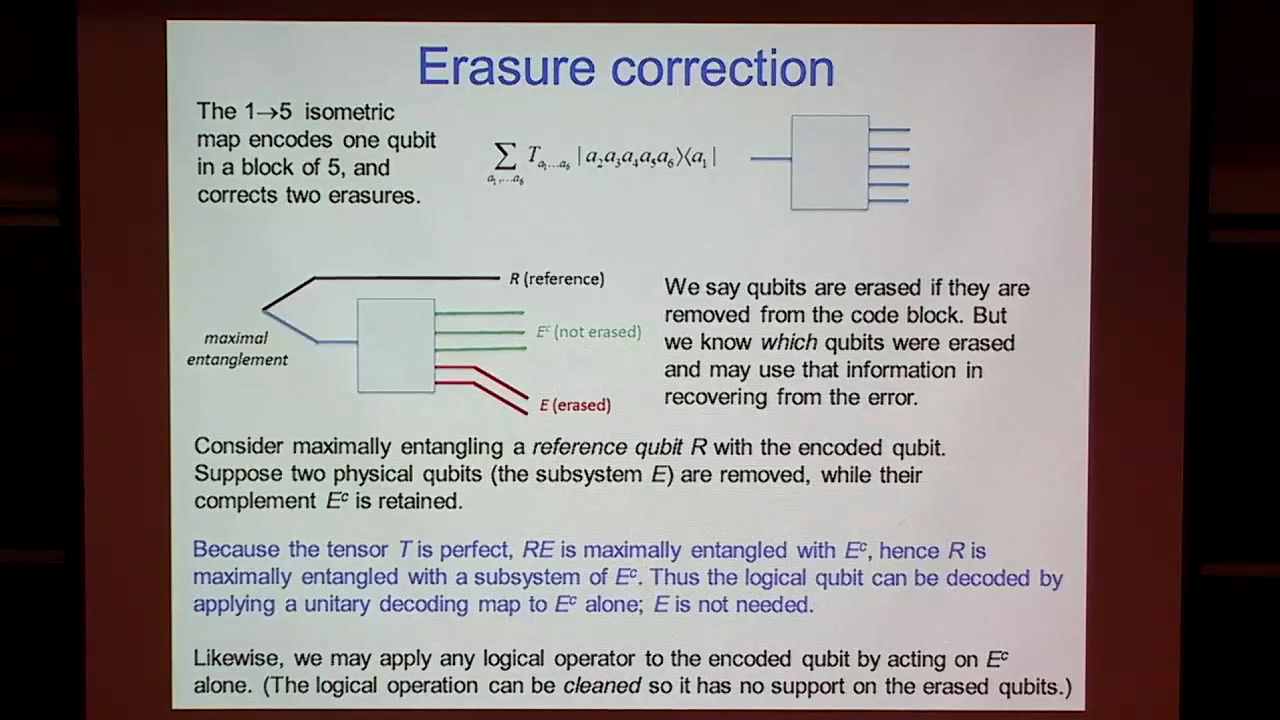 Erasure correction
The 1→5 isometric
map encodes one qubit
in a block of 5, and
corrects two erasures.
∑ T a₁...a₆ | a₂a₃a₄a₅a₆⟩⟨a₁ |
a₁,...a₆
R (reference)
maximal
entanglement
Eᶜ (not erased)
E (erased)
We say qubits are erased if they are
removed from the code block. But
we know which qubits were erased
and may use that information in
recovering from the error.
Consider maximally entangling a reference qubit R with the encoded qubit.
Suppose two physical qubits (the subsystem E) are removed, while their
complement Eᶜ is retained.
Because the tensor T is perfect, RE is maximally entangled with Eᶜ, hence R is
maximally entangled with a subsystem of Eᶜ. Thus the logical qubit can be decoded by
applying a unitary decoding map to Eᶜ alone; E is not needed.
Likewise, we may apply any logical operator to the encoded qubit by acting on Eᶜ
alone. (The logical operation can be cleaned so it has no support on the erased qubits.)